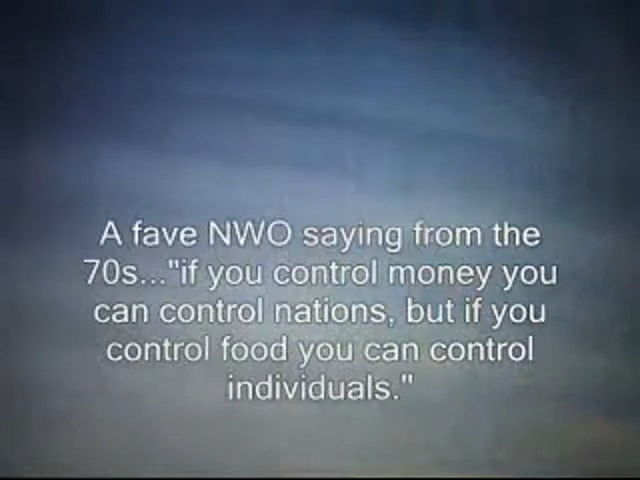 A fave NWO saying from the
70s..."if you control money you
can control nations, but if you
control food you can control
individuals."